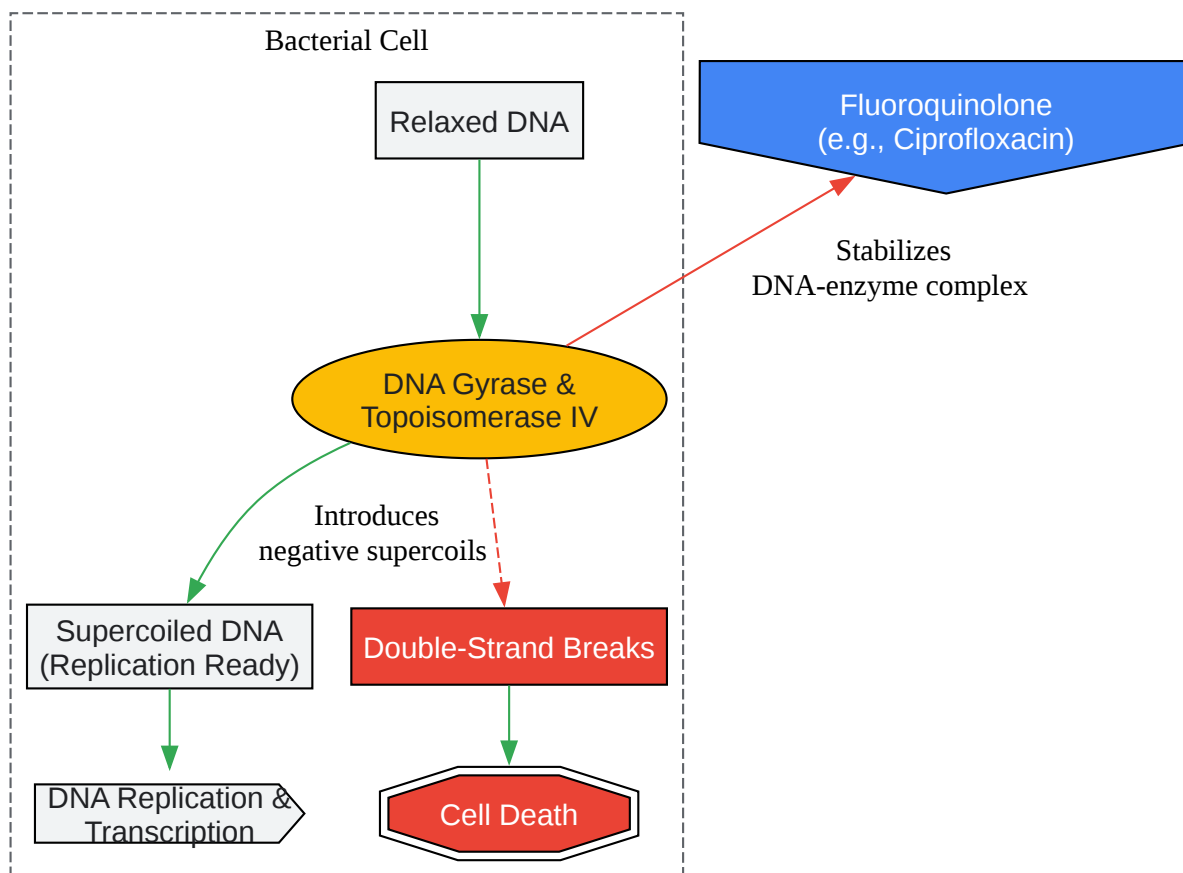 Bacterial Cell
Relaxed DNA
Fluoroquinolone
(e.g., Ciprofloxacin)
Stabilizes
DNA-enzyme complex
DNA Gyrase &
Topoisomerase IV
Introduces
negative supercoils
Supercoiled DNA
(Replication Ready)
Double-Strand Breaks
DNA Replication &
Transcription
Cell Death